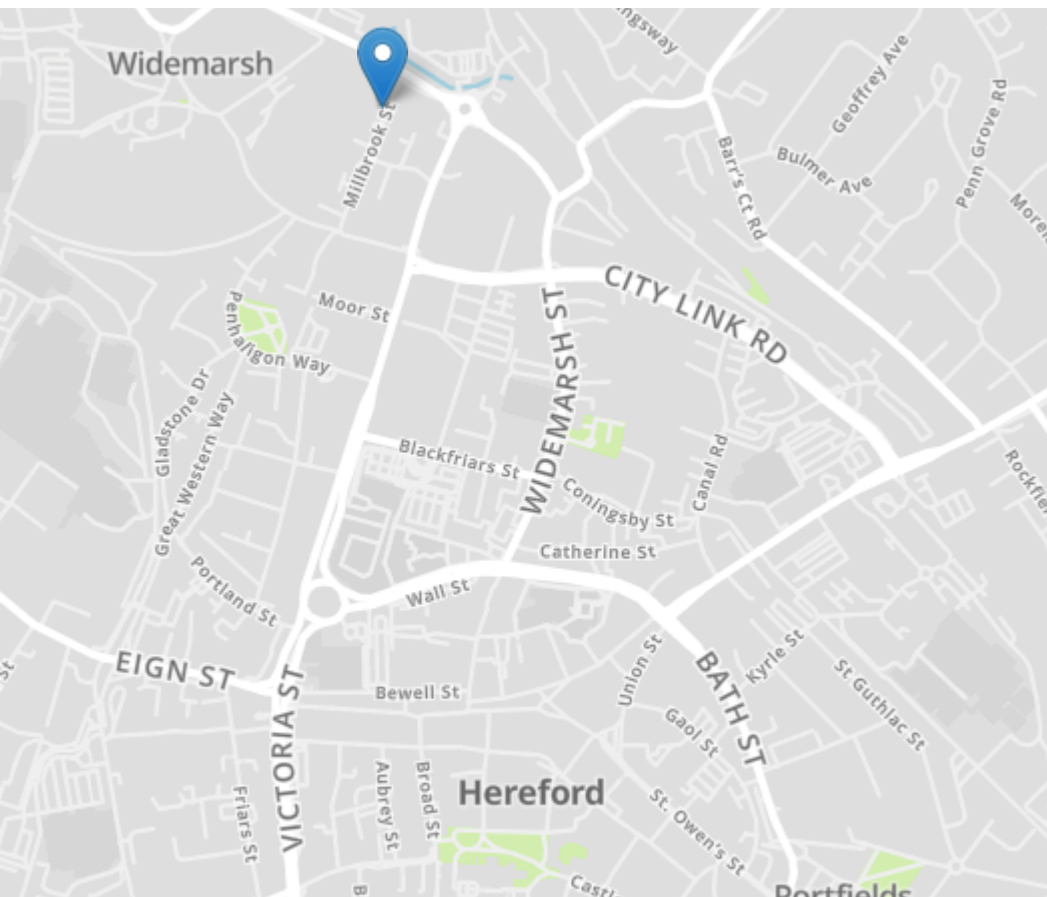 ngsway
Widemarsh
Geoffrey Ave
Penn Grove Rd
Millbrook St
Barr's Ct Rd
Bulmer Ave
CITY LINK RD
Penhaligon Way
Moor St
WIDEMARSH ST
Gladstone Dr
Great Western Way
Blackfriars St
Canal Rd
Coningsby St
Catherine St
Portland St
Wall St
EIGN ST
Union St
Kyrle St
BATH ST
St Guthlac St
VICTORIA ST
Bewell St
Gaol St
Friars St
Aubrey St
Broad St
Hereford
St. Owen's St
Portfields
B
St